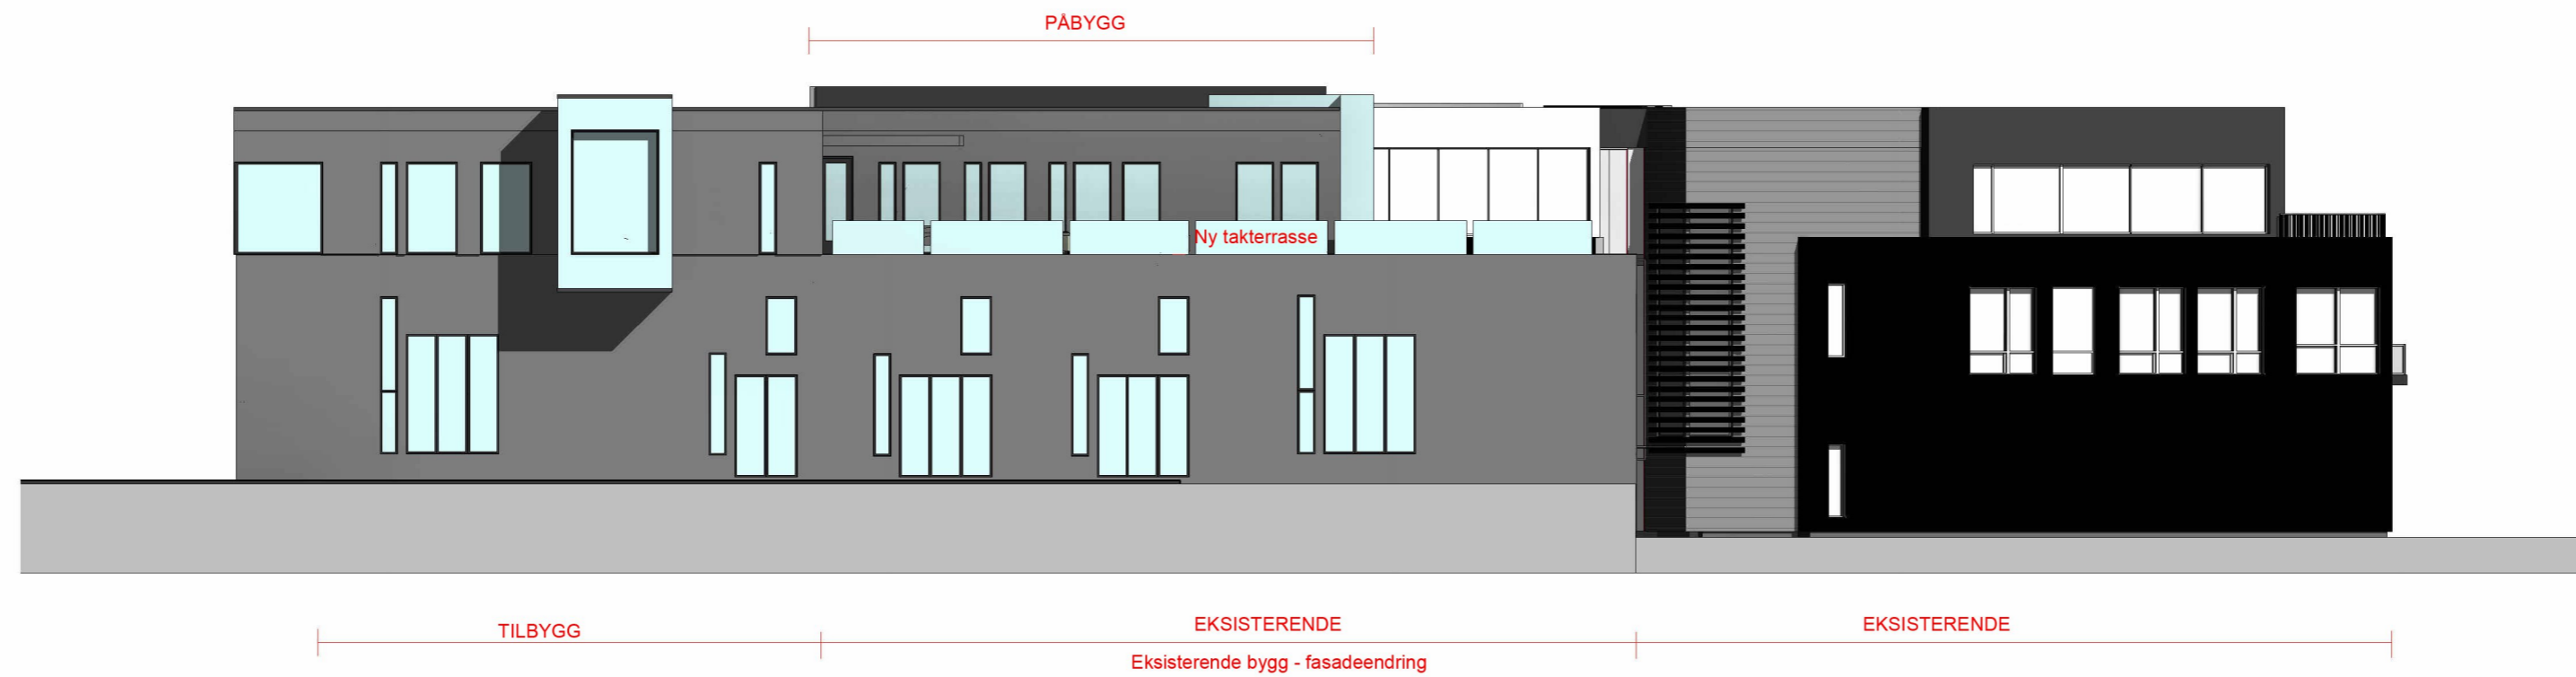 PÅBYGG
Ny takterrasse
TILBYGG
EKSISTERENDE
EKSISTERENDE
Eksisterende bygg - fasadeendring